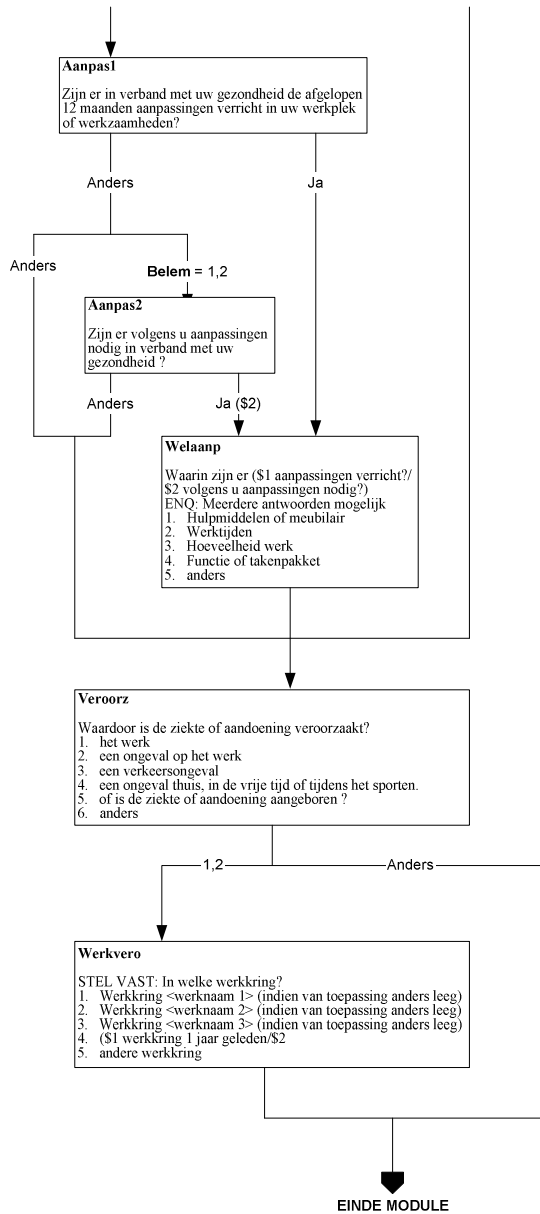 Aanpas1
Zijn er in verband met uw gezondheid de afgelopen
12 maanden aanpassingen verricht in uw werkplek
of werkzaamheden?
Anders
Ja
Anders
Belem = 1,2
Aanpas2
Zijn er volgens u aanpassingen
nodig in verband met uw
gezondheid ?
Anders
Ja ($2)
Welaanp
Waarin zijn er ($1 aanpassingen verricht?/
$2 volgens u aanpassingen nodig?)
ENQ: Meerdere antwoorden mogelijk
1. Hulpmiddelen of meubilair
2. Werktijden
3. Hoeveelheid werk
4. Functie of takenpakket
5. anders
Veroorz
Waardoor is de ziekte of aandoening veroorzaakt?
1. het werk
2. een ongeval op het werk
3. een verkeersongeval
4. een ongeval thuis, in de vrije tijd of tijdens het sporten.
5. of is de ziekte of aandoening aangeboren ?
6. anders
1,2
Anders
Werkvero
STEL VAST: In welke werkkring?
1. Werkkring <werknaam 1> (indien van toepassing anders leeg)
2. Werkkring <werknaam 2> (indien van toepassing anders leeg)
3. Werkkring <werknaam 3> (indien van toepassing anders leeg)
4. ($1 werkkring 1 jaar geleden/$2
5. andere werkkring
EINDE MODULE